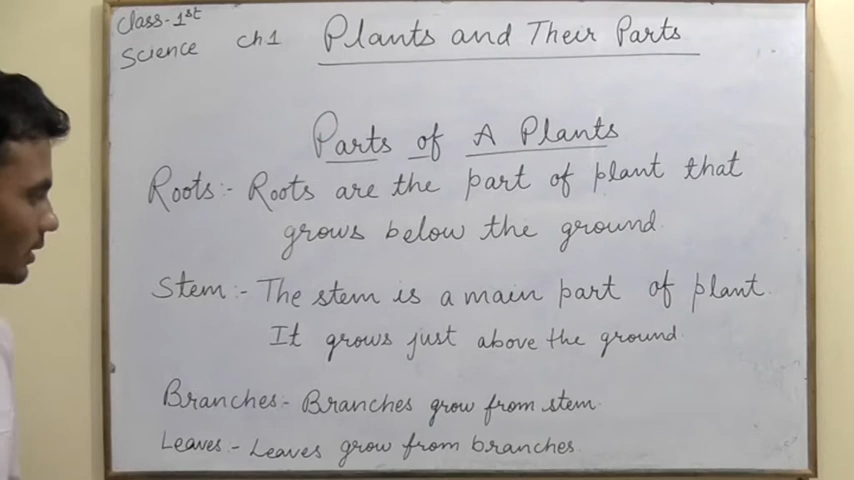 Class-1st
Science ch1 Plants and Their Parts
Parts of A Plants
Roots:- Roots are the part of plant that
grows below the ground.
Stem:- The stem is a main part of plant.
It grows just above the ground.
Branches:- Branches grow from stem.
Leaves:- Leaves grow from branches.